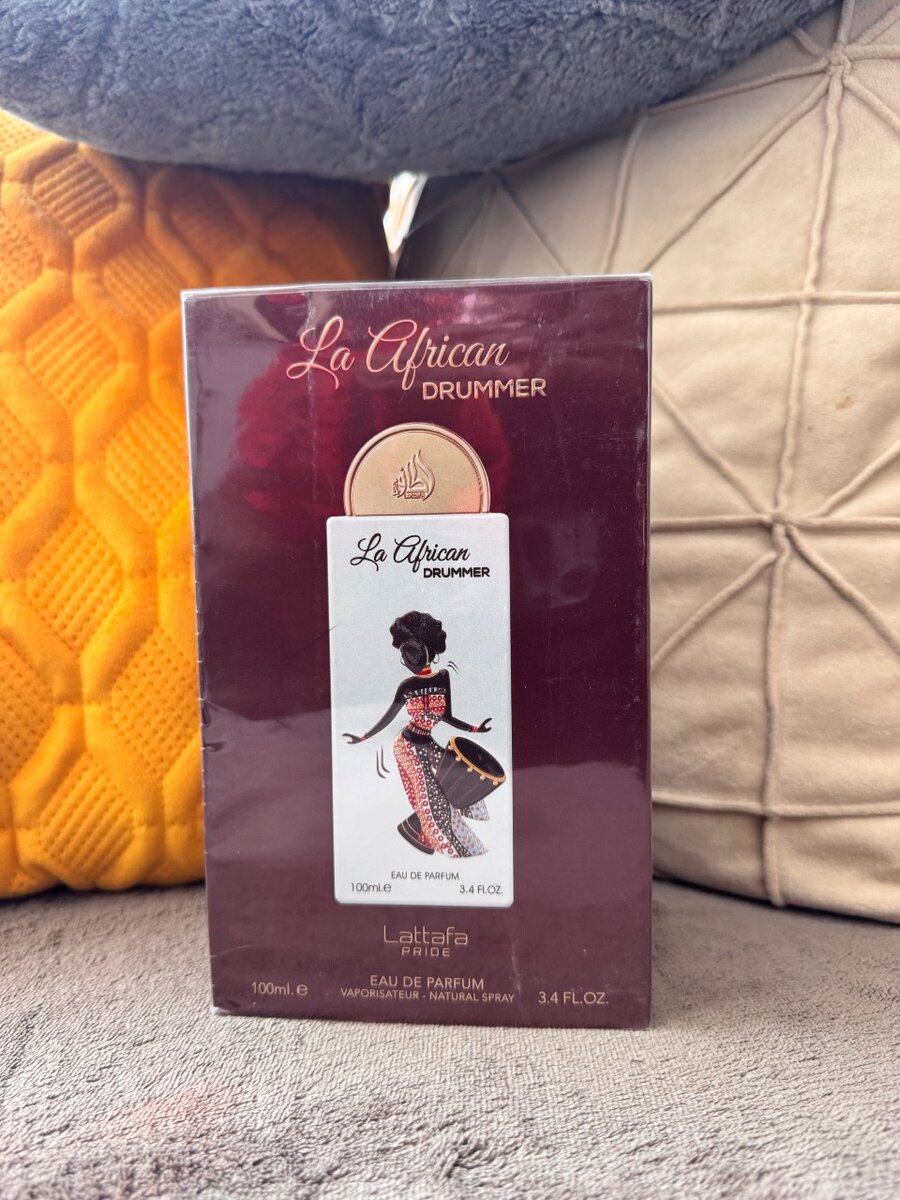 La African
DRUMMER
لطافة
La African
DRUMMER
EAU DE PARFUM
100ml.e 3.4 Fl.OZ.
Lattafa
PRIDE
100ml.e EAU DE PARFUM 3.4 FL.OZ.
VAPORISATEUR - NATURAL SPRAY